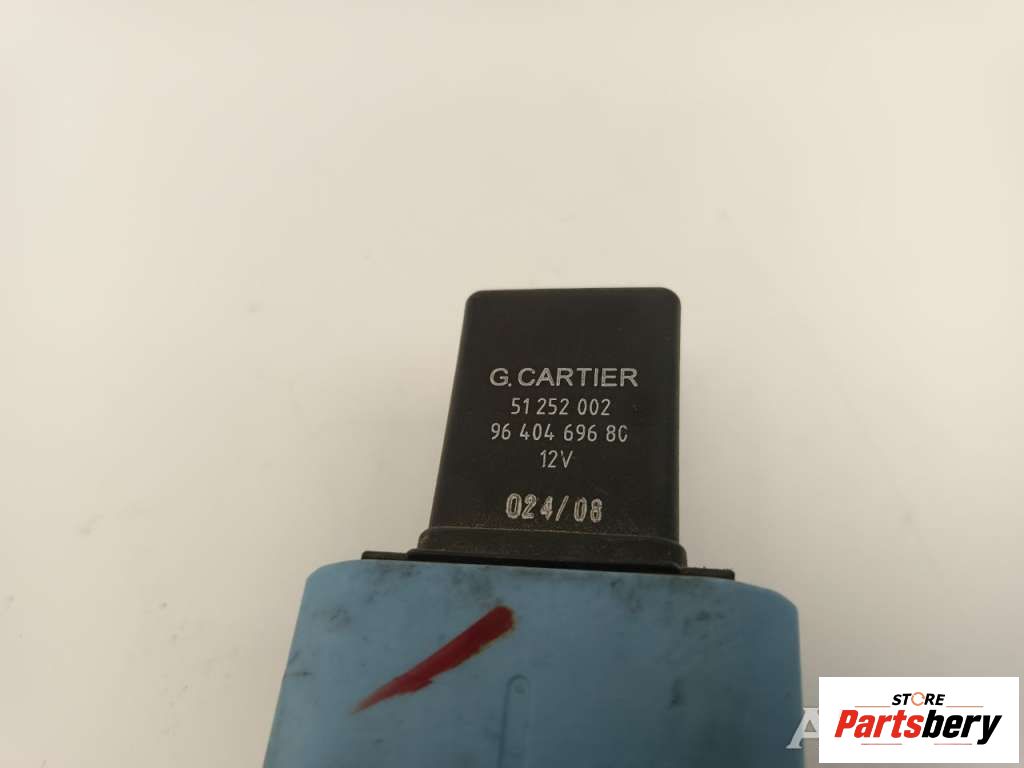 G. CARTIER
51 252 002
96 404 696 80
12V
024/08
STORE
Partsbery